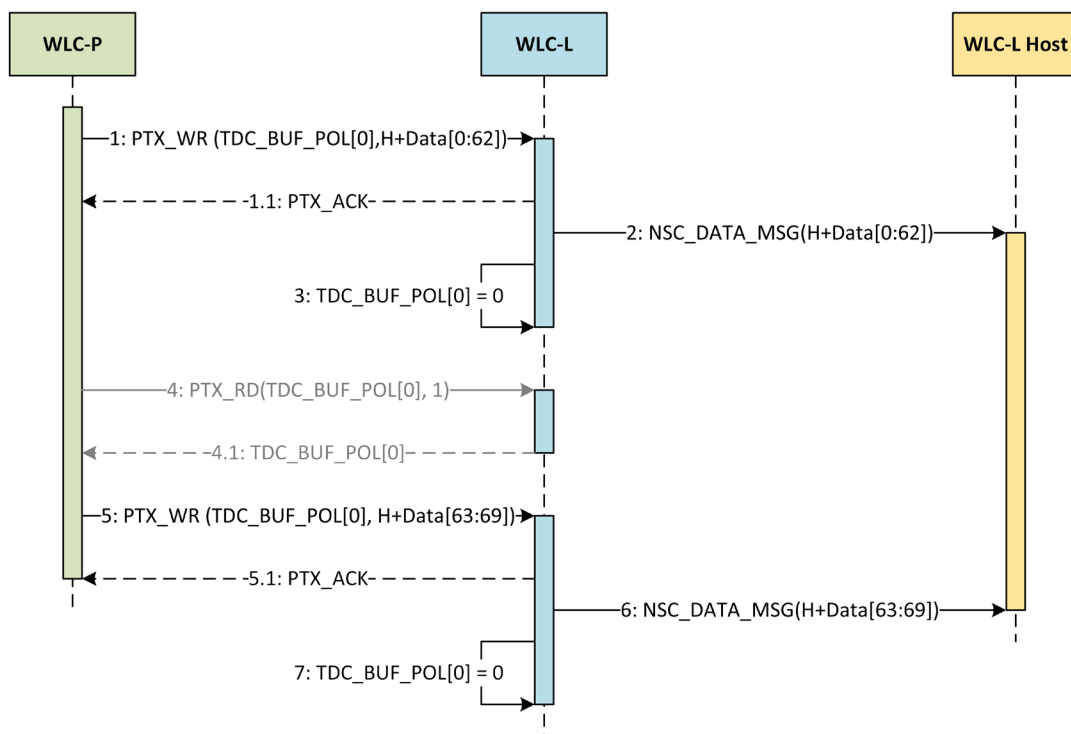 WLC-P
WLC-L
WLC-L Host
1: PTX_WR (TDC_BUF_POL[0],H+Data[0:62])
1.1: PTX_ACK
2: NSC_DATA_MSG(H+Data[0:62])
3: TDC_BUF_POL[0] = 0
4: PTX_RD(TDC_BUF_POL[0], 1)
4.1: TDC_BUF_POL[0]
5: PTX_WR (TDC_BUF_POL[0], H+Data[63:69])
5.1: PTX_ACK
6: NSC_DATA_MSG(H+Data[63:69])
7: TDC_BUF_POL[0] = 0